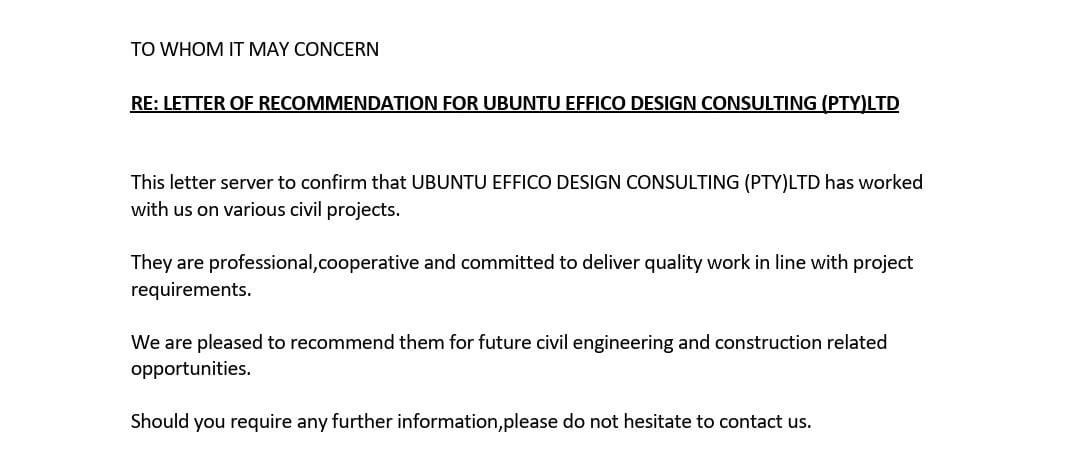 TO WHOM IT MAY CONCERN
RE: LETTER OF RECOMMENDATION FOR UBUNTU EFFICO DESIGN CONSULTING (PTY)LTD
This letter server to confirm that UBUNTU EFFICO DESIGN CONSULTING (PTY)LTD has worked
with us on various civil projects.
They are professional,cooperative and committed to deliver quality work in line with project
requirements.
We are pleased to recommend them for future civil engineering and construction related
opportunities.
Should you require any further information,please do not hesitate to contact us.